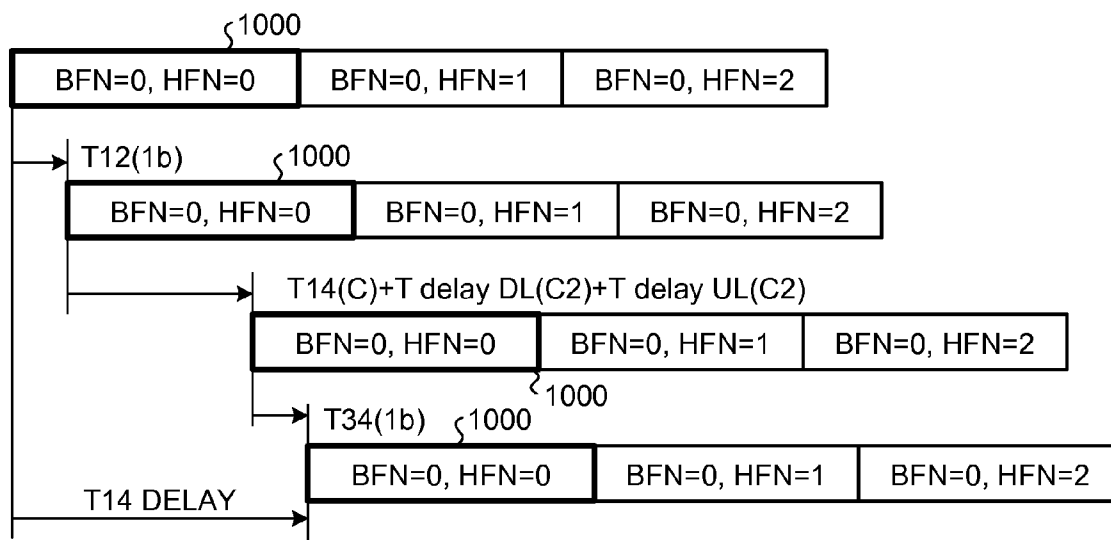 1000
BFN=0, HFN=0 BFN=0, HFN=1 BFN=0, HFN=2
T12(1b) 1000
BFN=0, HFN=0 BFN=0, HFN=1 BFN=0, HFN=2
T14(C)+T delay DL(C2)+T delay UL(C2)
BFN=0, HFN=0 BFN=0, HFN=1 BFN=0, HFN=2
1000
T34(1b) 1000
BFN=0, HFN=0 BFN=0, HFN=1 BFN=0, HFN=2
T14 DELAY